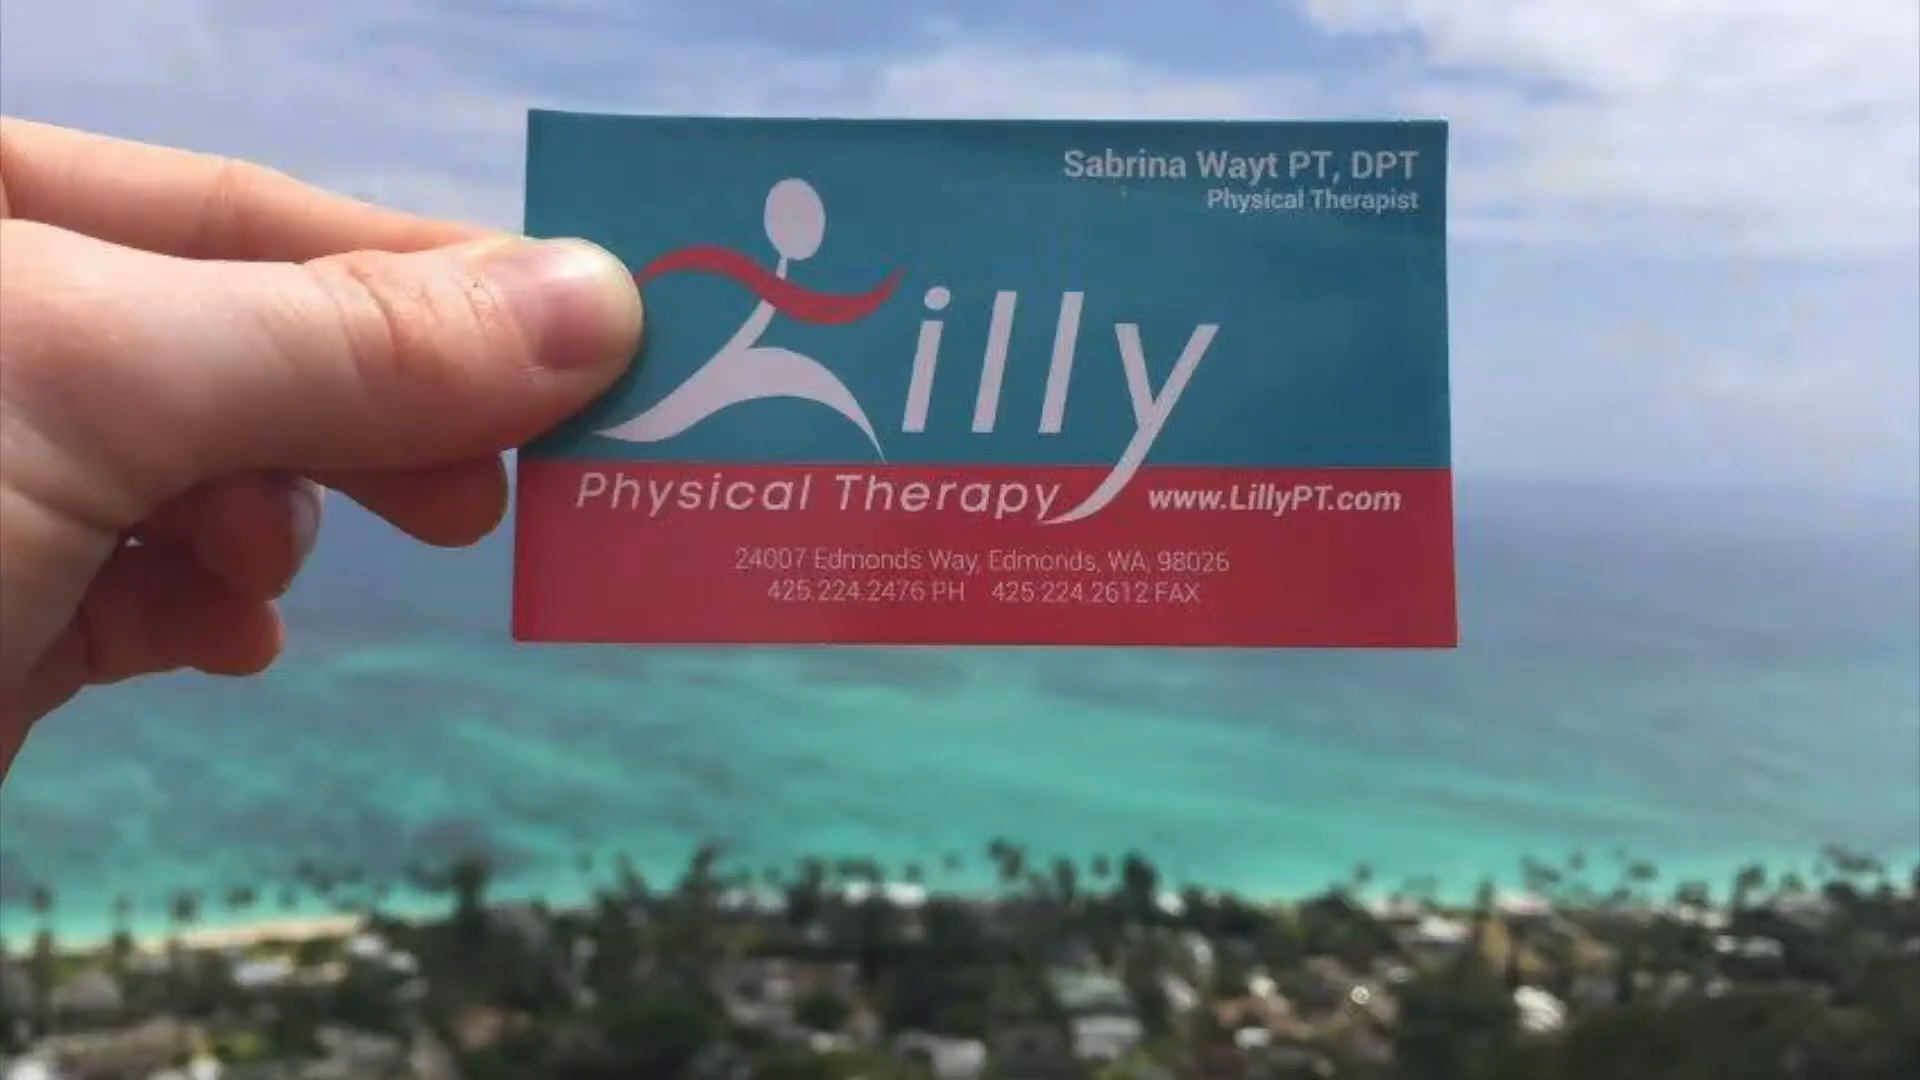 Sabrina Wayt PT, DPT
Physical Therapist
Lilly
Physical Therapy
www.LillyPT.com
24007 Edmonds Way, Edmonds, WA, 98026
425.224.2476 PH 425.224.2612 FAX